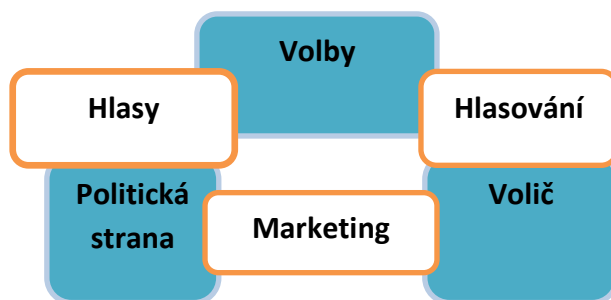 Volby
Hlasy
Hlasování
Politická
strana
Volič
Marketing